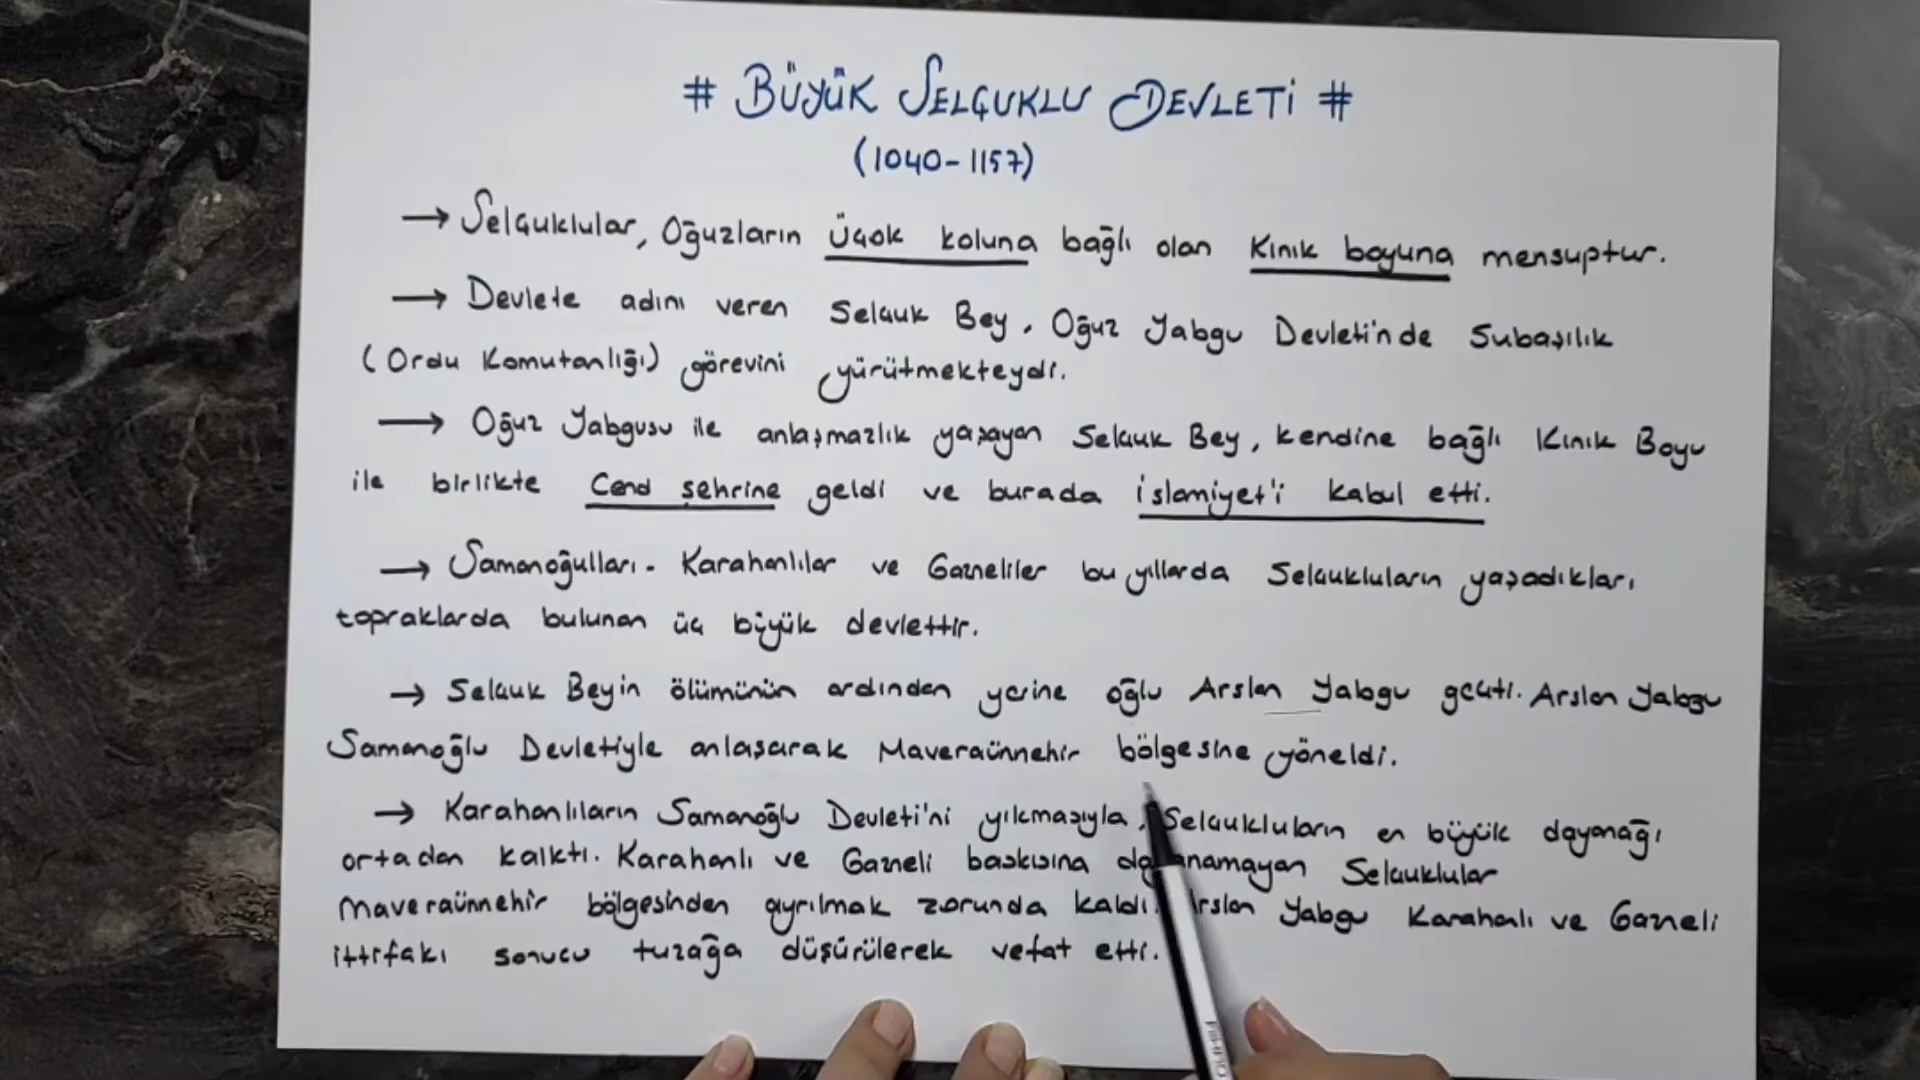 # BÜYÜK SELÇUKLU DEVLETİ #
(1040-1157)
→ Selçuklular, Oğuzların üçok koluna bağlı olan Kınık boyuna mensuptur.
→ Devlete adını veren Selçuk Bey, Oğuz Yabgu Devleti'nde Subaşılık
(Ordu Komutanlığı) görevini yürütmekteydi.
→ Oğuz Yabgusu ile anlaşmazlık yaşayan Selçuk Bey, kendine bağlı Kınık Boyu
ile birlikte Cend şehrine geldi ve burada islamiyet'i kabul etti.
→ Samanoğulları - Karahanlılar ve Gazneliler bu yıllarda Selçukluların yaşadıkları
topraklarda bulunan üç büyük devlettir.
→ Selçuk Beyin ölümünün ardından yerine oğlu Arslan Yabgu geçti. Arslan Yabgu
Samanoğlu Devletiyle anlaşarak Maveraünnehir bölgesine yöneldi.
→ Karahanlıların Samanoğlu Devleti'ni yıkmasıyla, Selçukluların en büyük dayanağı
ortadan kalktı. Karahanlı ve Gazneli baskısına dayanamayan Selçuklular
Maveraünnehir bölgesinden ayrılmak zorunda kaldı. Arslan Yabgu Karahanlı ve Gazneli
ittifakı sonucu tuzağa düşürülerek vefat etti.